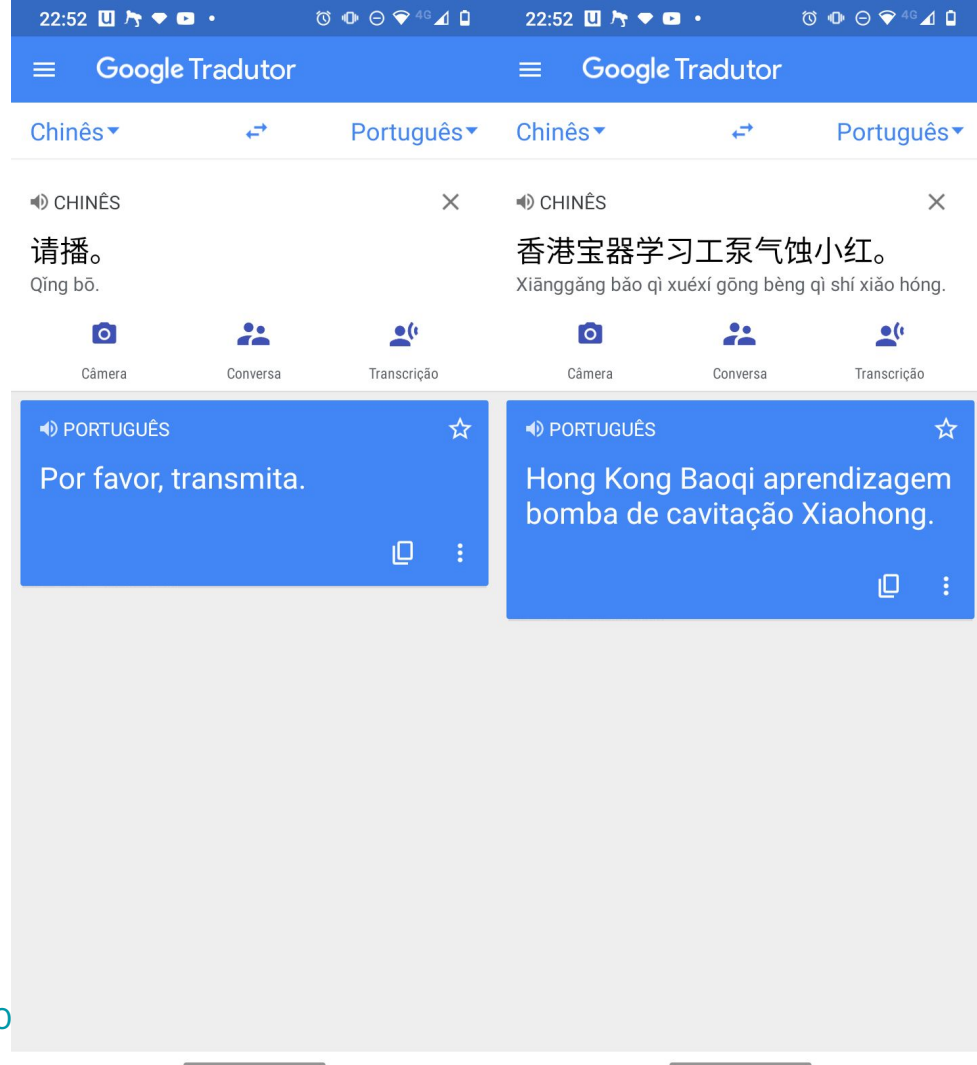 22:52
4G
Google Tradutor
Chinês
Português
CHINÊS
请播。
Qǐng bō.
Câmera
Conversa
Transcrição
PORTUGUÊS
Por favor, transmita.
22:52
4G
Google Tradutor
Chinês
Português
CHINÊS
香港宝器学习工泵气蚀小红。
Xiānggǎng bǎo qì xuéxí gōng bèng qì shí xiǎo hóng.
Câmera
Conversa
Transcrição
PORTUGUÊS
Hong Kong Baoqi aprendizagem
bomba de cavitação Xiaohong.